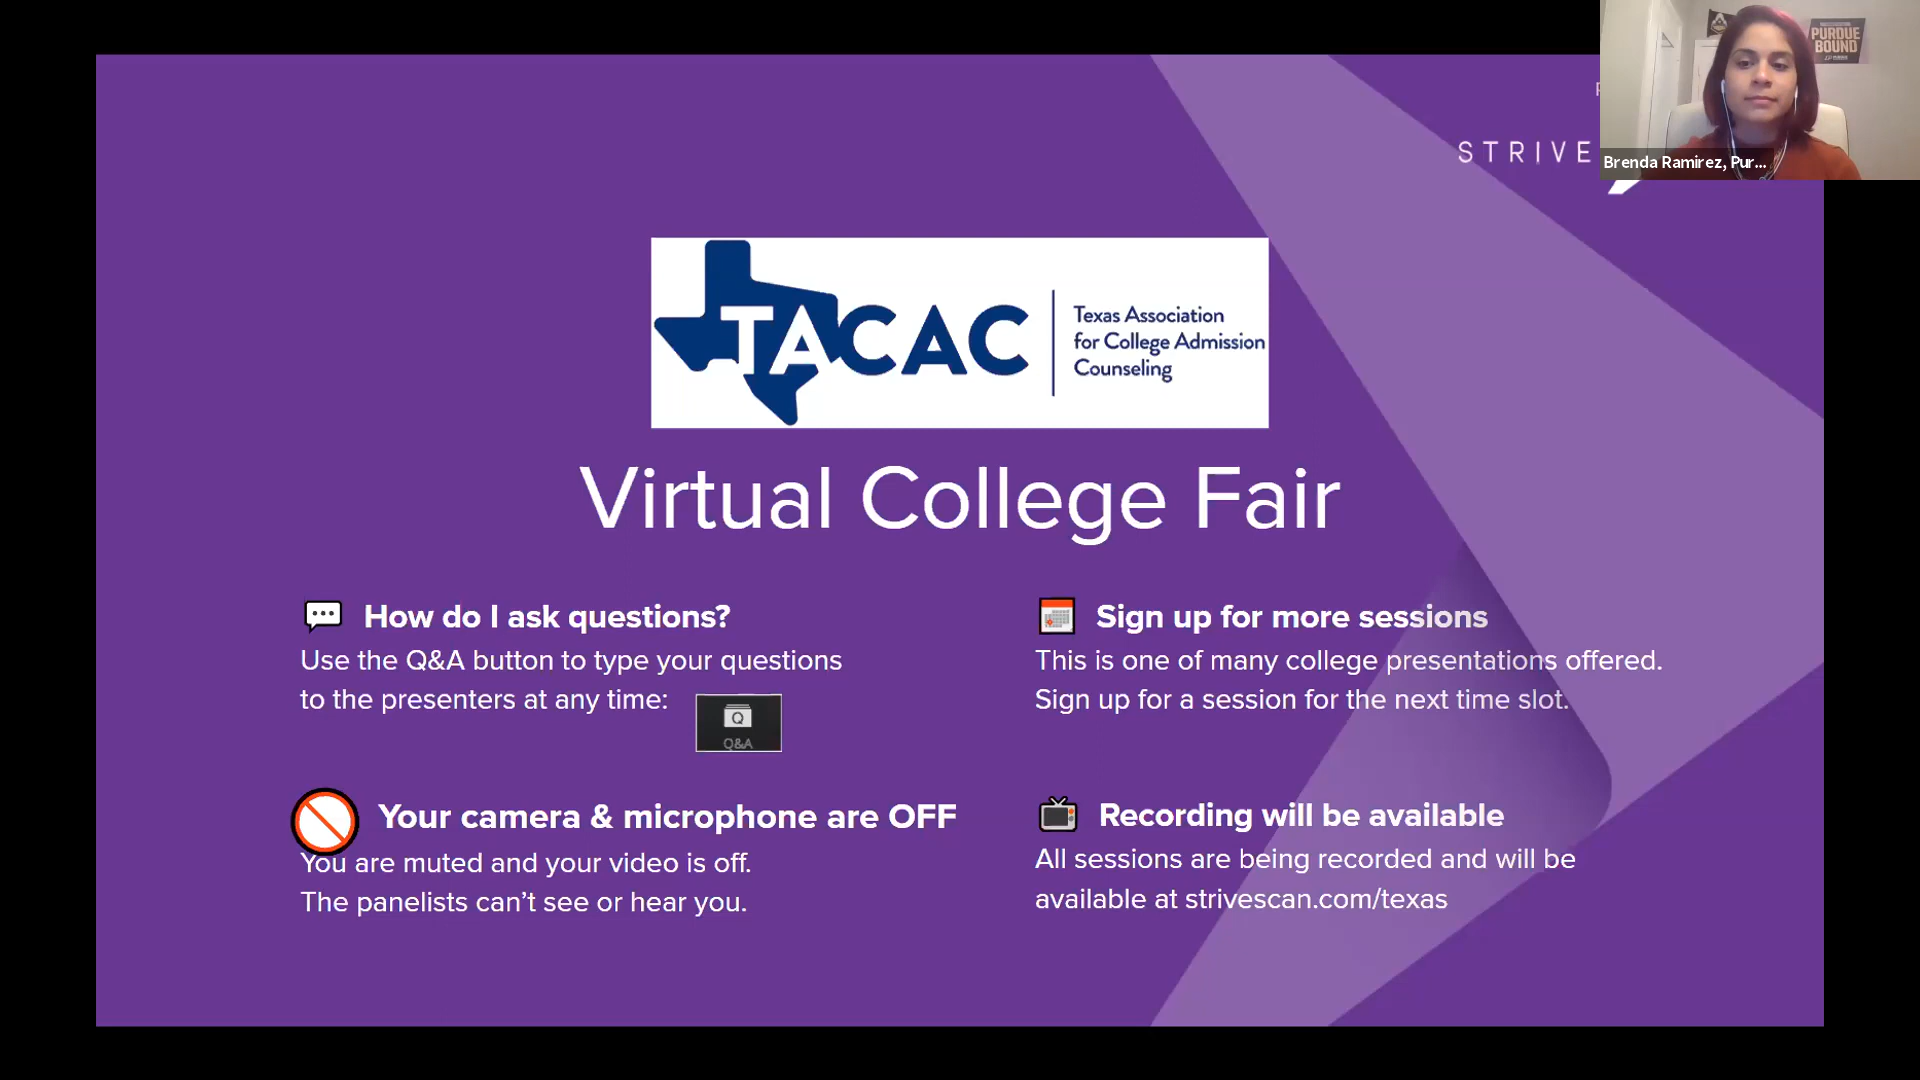 PURDUE
BOUND
STRIVE
Brenda Ramirez, Pur...
TACAC
Texas Association
for College Admission
Counseling
Virtual College Fair
How do I ask questions?
Use the Q&A button to type your questions
to the presenters at any time:
Q
Q&A
Sign up for more sessions
This is one of many college presentations offered.
Sign up for a session for the next time slot.
Your camera & microphone are OFF
You are muted and your video is off.
The panelists can't see or hear you.
Recording will be available
All sessions are being recorded and will be
available at strivescan.com/texas